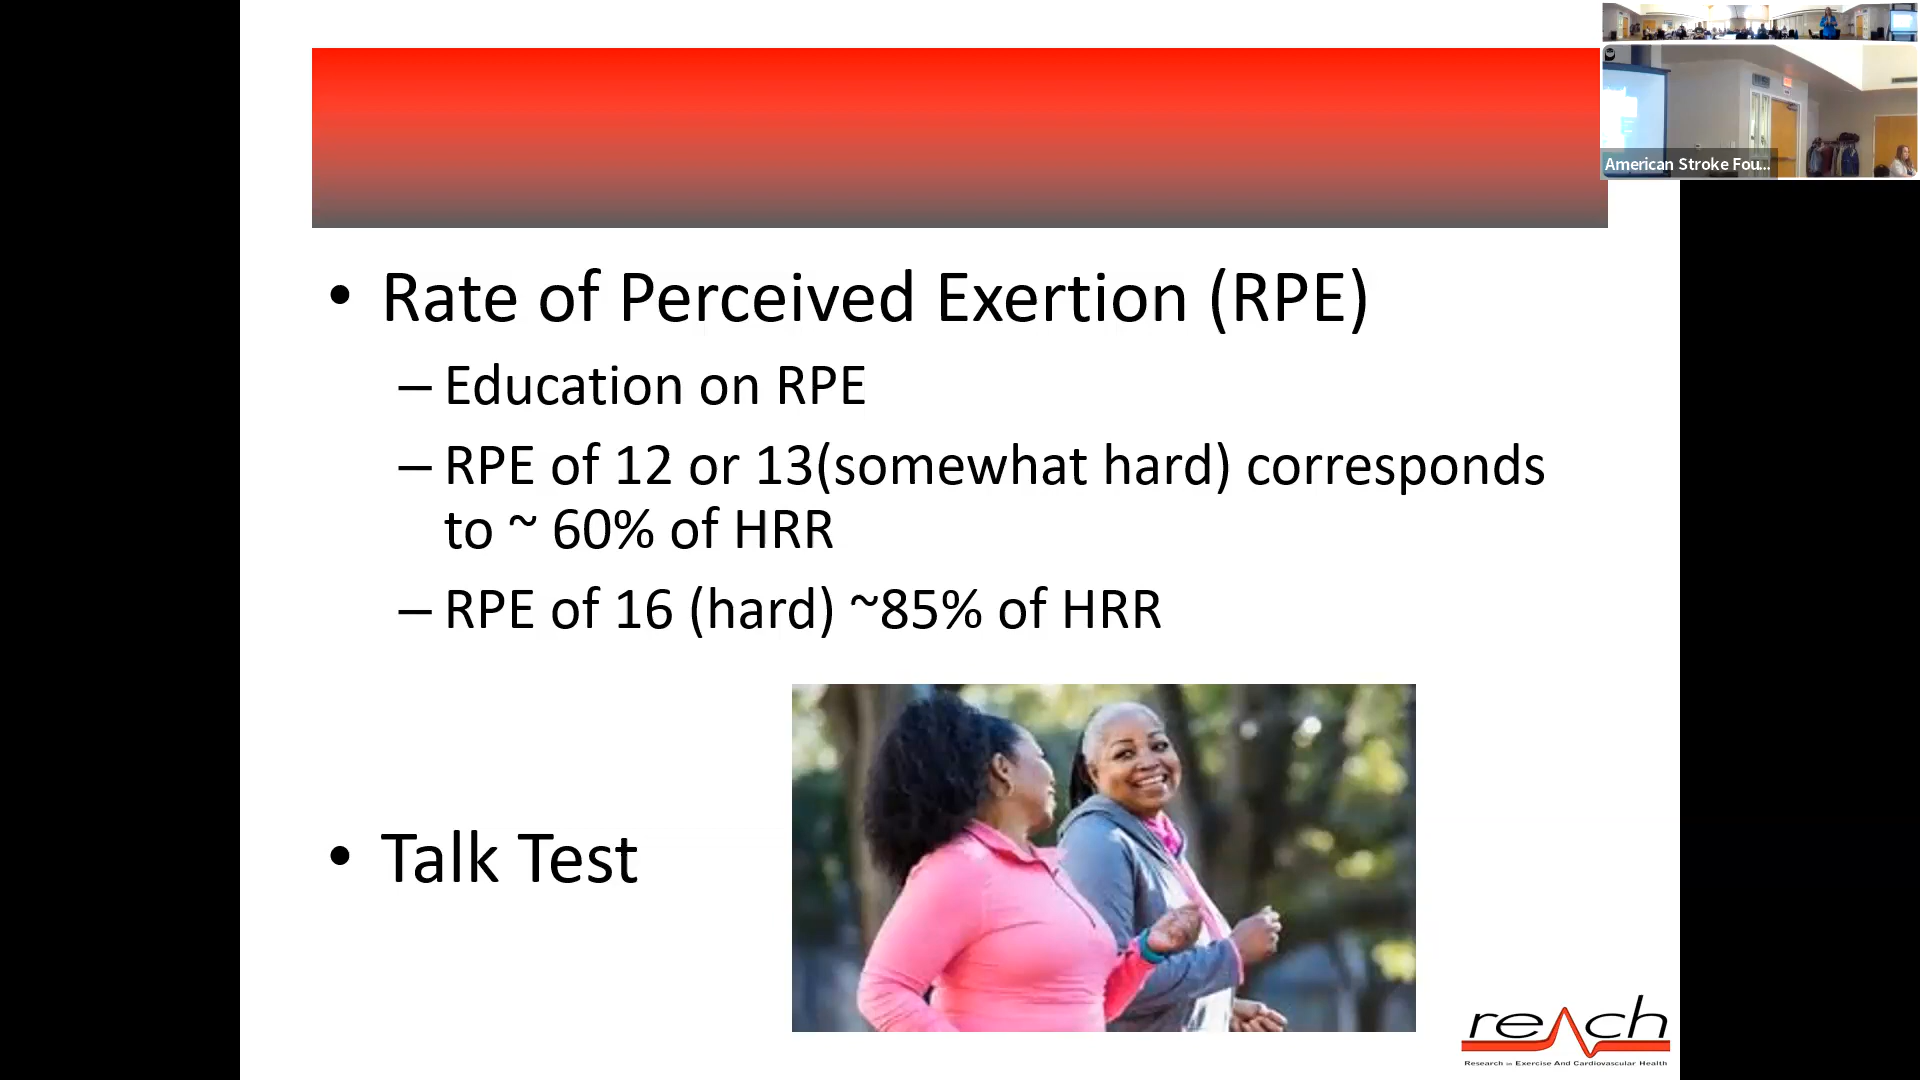 American Stroke Fou...
• Rate of Perceived Exertion (RPE)
– Education on RPE
– RPE of 12 or 13(somewhat hard) corresponds
to ~ 60% of HRR
– RPE of 16 (hard) ~85% of HRR
• Talk Test
reach
Research in Exercise And Cardiovascular Health